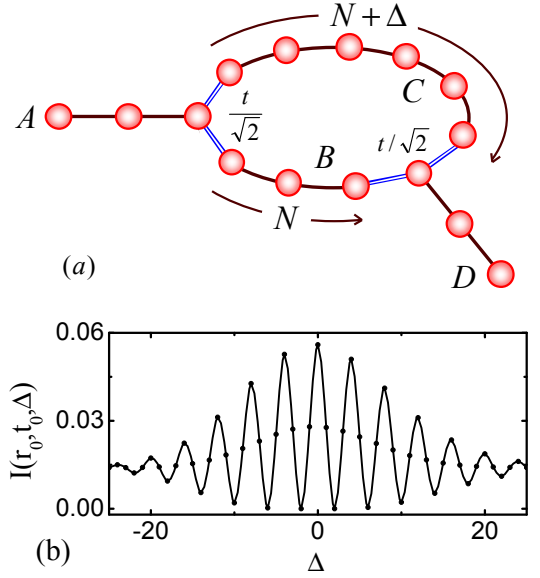 N + Δ
A
t/√2
C
B
t/√2
N
D
(a)
0.06
0.03
0.00
I(r₀,t₀,Δ)
-20
0
20
Δ
(b)